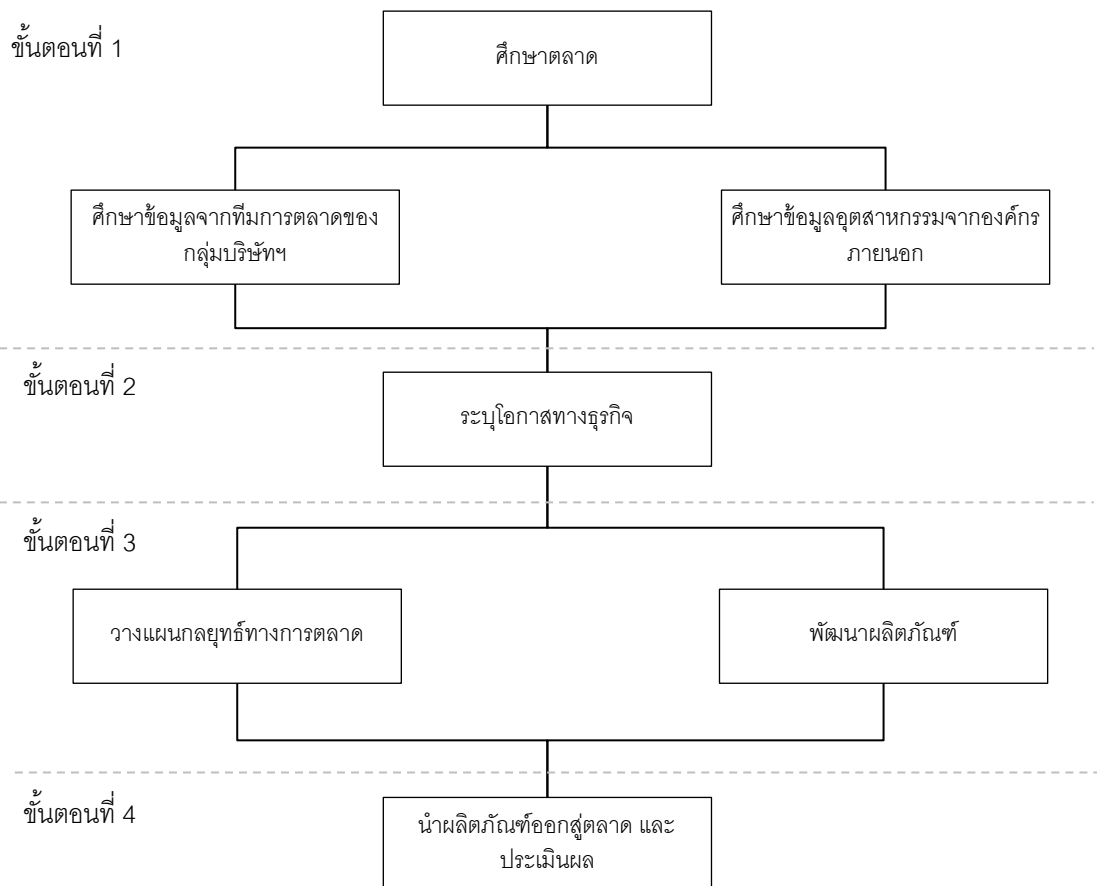 ขั้นตอนที่ 1
ศึกษาตลาด
ศึกษาข้อมูลจากทีมการตลาดของ
กลุ่มบริษัทฯ
ศึกษาข้อมูลอุตสาหกรรมจากองค์กร
ภายนอก
ขั้นตอนที่ 2
ระบุโอกาสทางธุรกิจ
ขั้นตอนที่ 3
วางแผนกลยุทธ์ทางการตลาด
พัฒนาผลิตภัณฑ์
ขั้นตอนที่ 4
นำผลิตภัณฑ์ออกสู่ตลาด และ
ประเมินผล